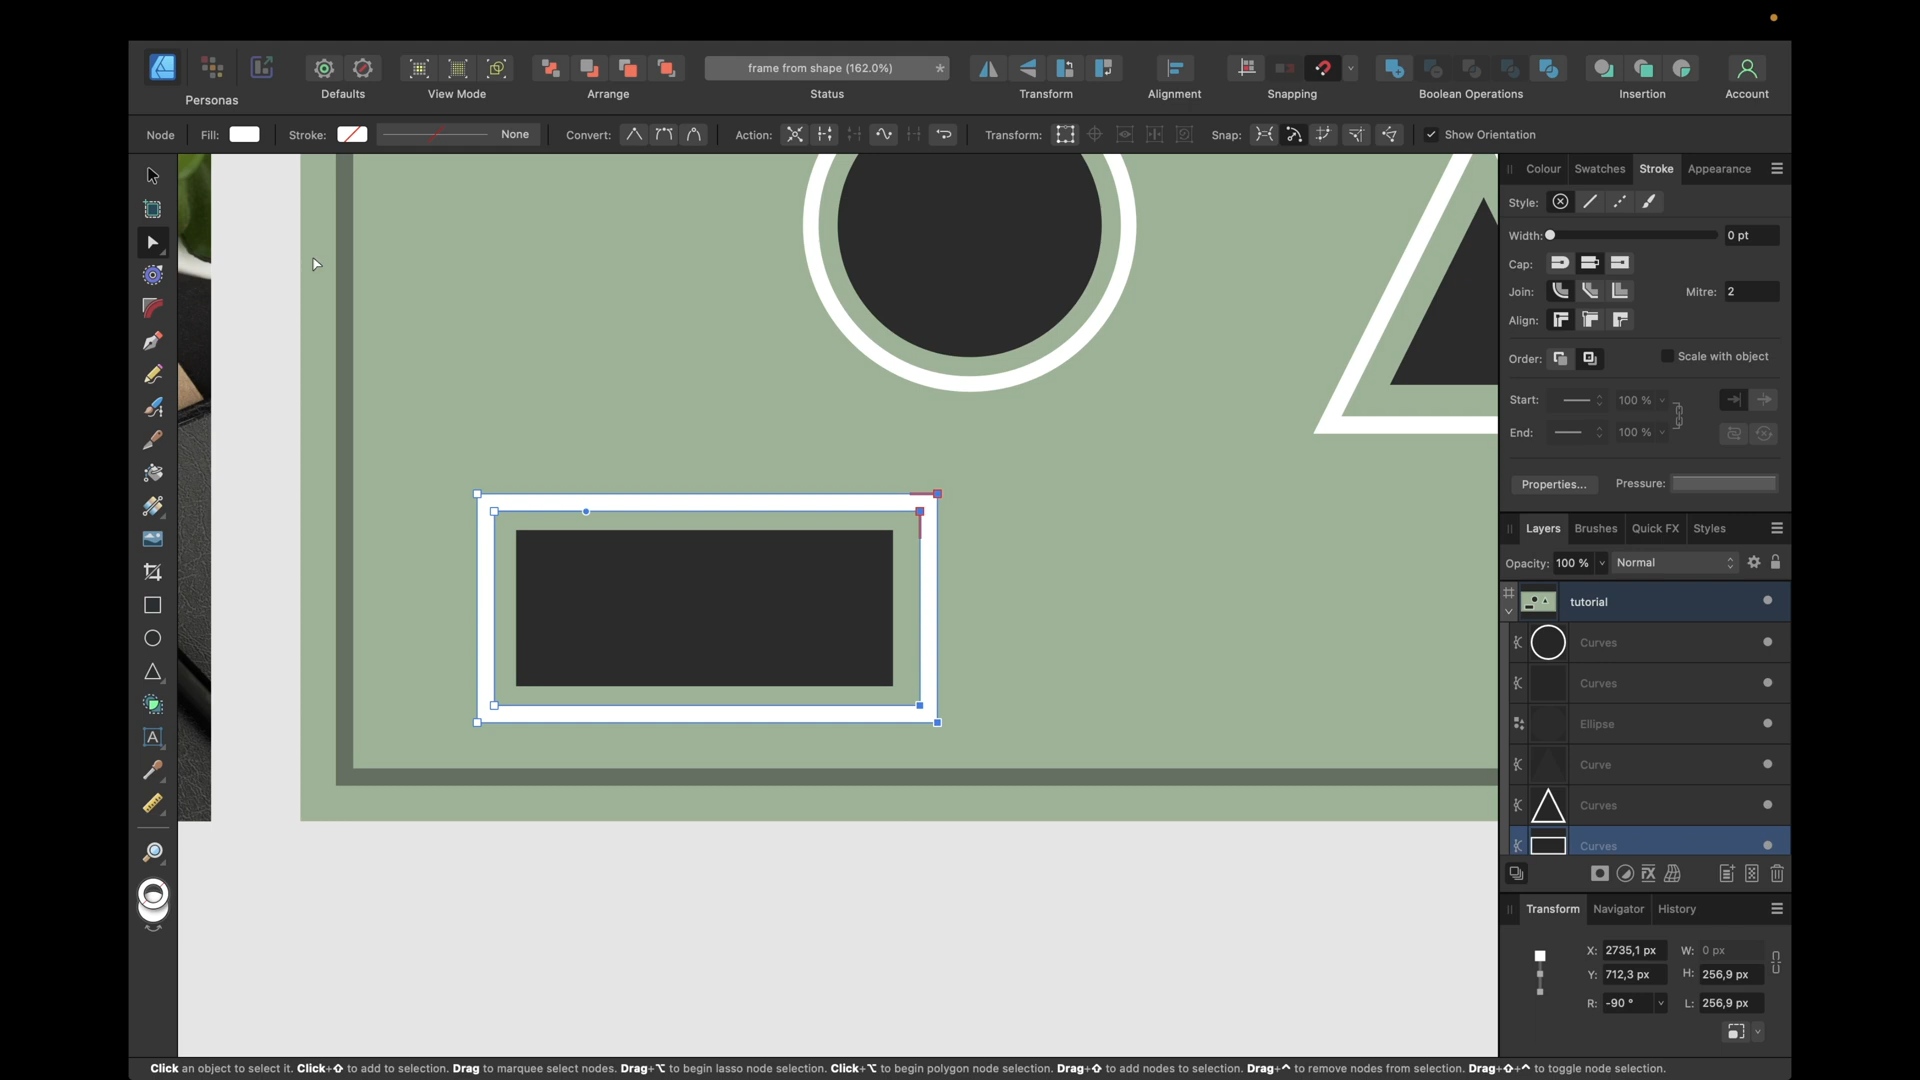 frame from shape (162.0%)
*
Personas
Defaults
View Mode
Arrange
Status
Transform
Alignment
Snapping
Boolean Operations
Insertion
Account
Node
Fill:
Stroke:
None
Convert:
Action:
Transform:
Snap:
Show Orientation
Colour Swatches Stroke Appearance
Style:
Width: 0 pt
Cap:
Join: Mitre: 2
Align:
Order: Scale with object
Start: 100 %
End: 100 %
Properties... Pressure:
Layers Brushes Quick FX Styles
Opacity: 100 % Normal
tutorial
Curves
Curves
Ellipse
Curve
Curves
Curves
A
Transform Navigator History
X: 2735,1 px W: 0 px
Y: 712,3 px H: 256,9 px
R: -90 ° L: 256,9 px
Click an object to select it. Click+⇧ to add to selection. Drag to marquee select nodes. Drag+⌥ to begin lasso node selection. Click+⌥ to begin polygon node selection. Drag+⇧ to add nodes to selection. Drag+⌃ to remove nodes from selection. Drag+⇧+⌃ to toggle node selection.